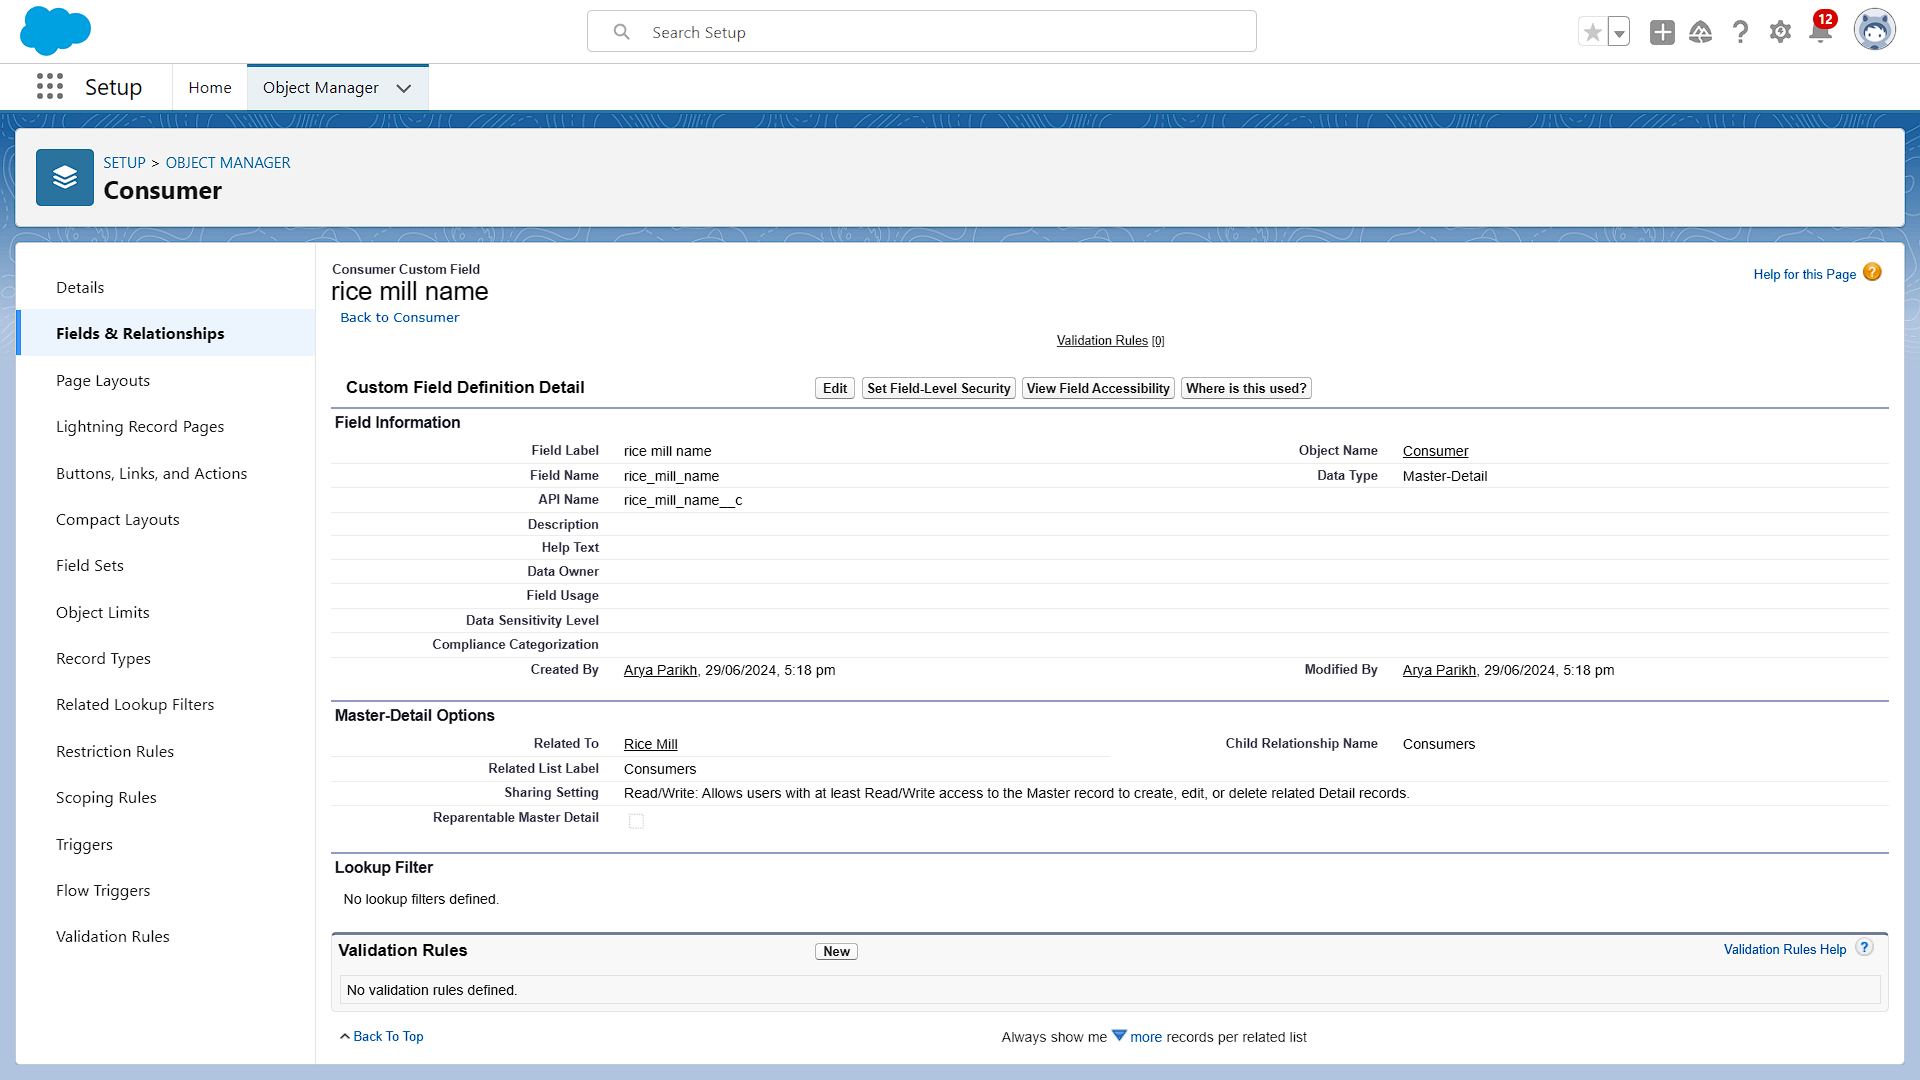 Search Setup
12
Setup
Home
Object Manager
SETUP > OBJECT MANAGER
Consumer
Details
Fields & Relationships
Page Layouts
Lightning Record Pages
Buttons, Links, and Actions
Compact Layouts
Field Sets
Object Limits
Record Types
Related Lookup Filters
Restriction Rules
Scoping Rules
Triggers
Flow Triggers
Validation Rules
Consumer Custom Field
rice mill name
Back to Consumer
Help for this Page ?
Validation Rules [0]
Custom Field Definition Detail Edit Set Field-Level Security View Field Accessibility Where is this used?
Field Information
Field Label rice mill name Object Name Consumer
Field Name rice_mill_name Data Type Master-Detail
API Name rice_mill_name__c
Description
Help Text
Data Owner
Field Usage
Data Sensitivity Level
Compliance Categorization
Created By Arya Parikh, 29/06/2024, 5:18 pm Modified By Arya Parikh, 29/06/2024, 5:18 pm
Master-Detail Options
Related To Rice Mill Child Relationship Name Consumers
Related List Label Consumers
Sharing Setting Read/Write: Allows users with at least Read/Write access to the Master record to create, edit, or delete related Detail records.
Reparentable Master Detail
Lookup Filter
No lookup filters defined.
Validation Rules New Validation Rules Help ?
No validation rules defined.
Back To Top Always show me more records per related list